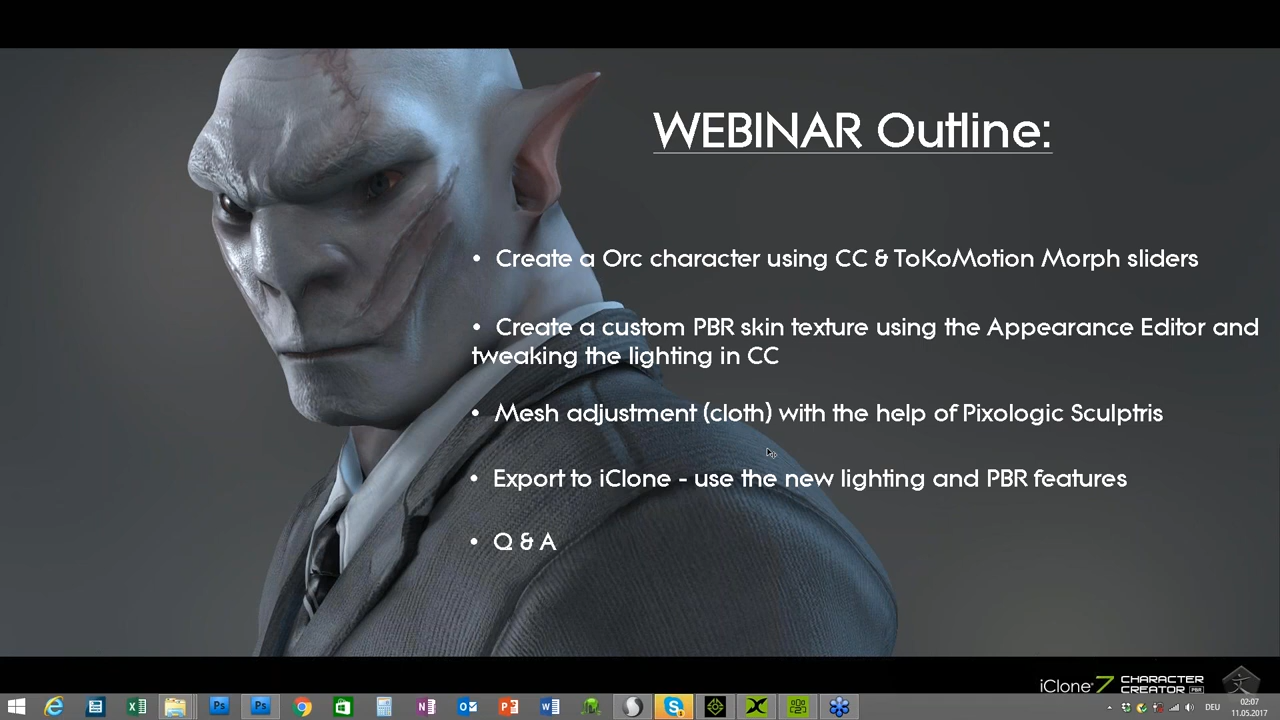 WEBINAR Outline:
• Create a Orc character using CC & ToKoMotion Morph sliders
• Create a custom PBR skin texture using the Appearance Editor and
tweaking the lighting in CC
• Mesh adjustment (cloth) with the help of Pixologic Sculptris
• Export to iClone - use the new lighting and PBR features
• Q & A
iClone 7 CHARACTER
CREATOR PBR
DEU
02:07
11.05.2017